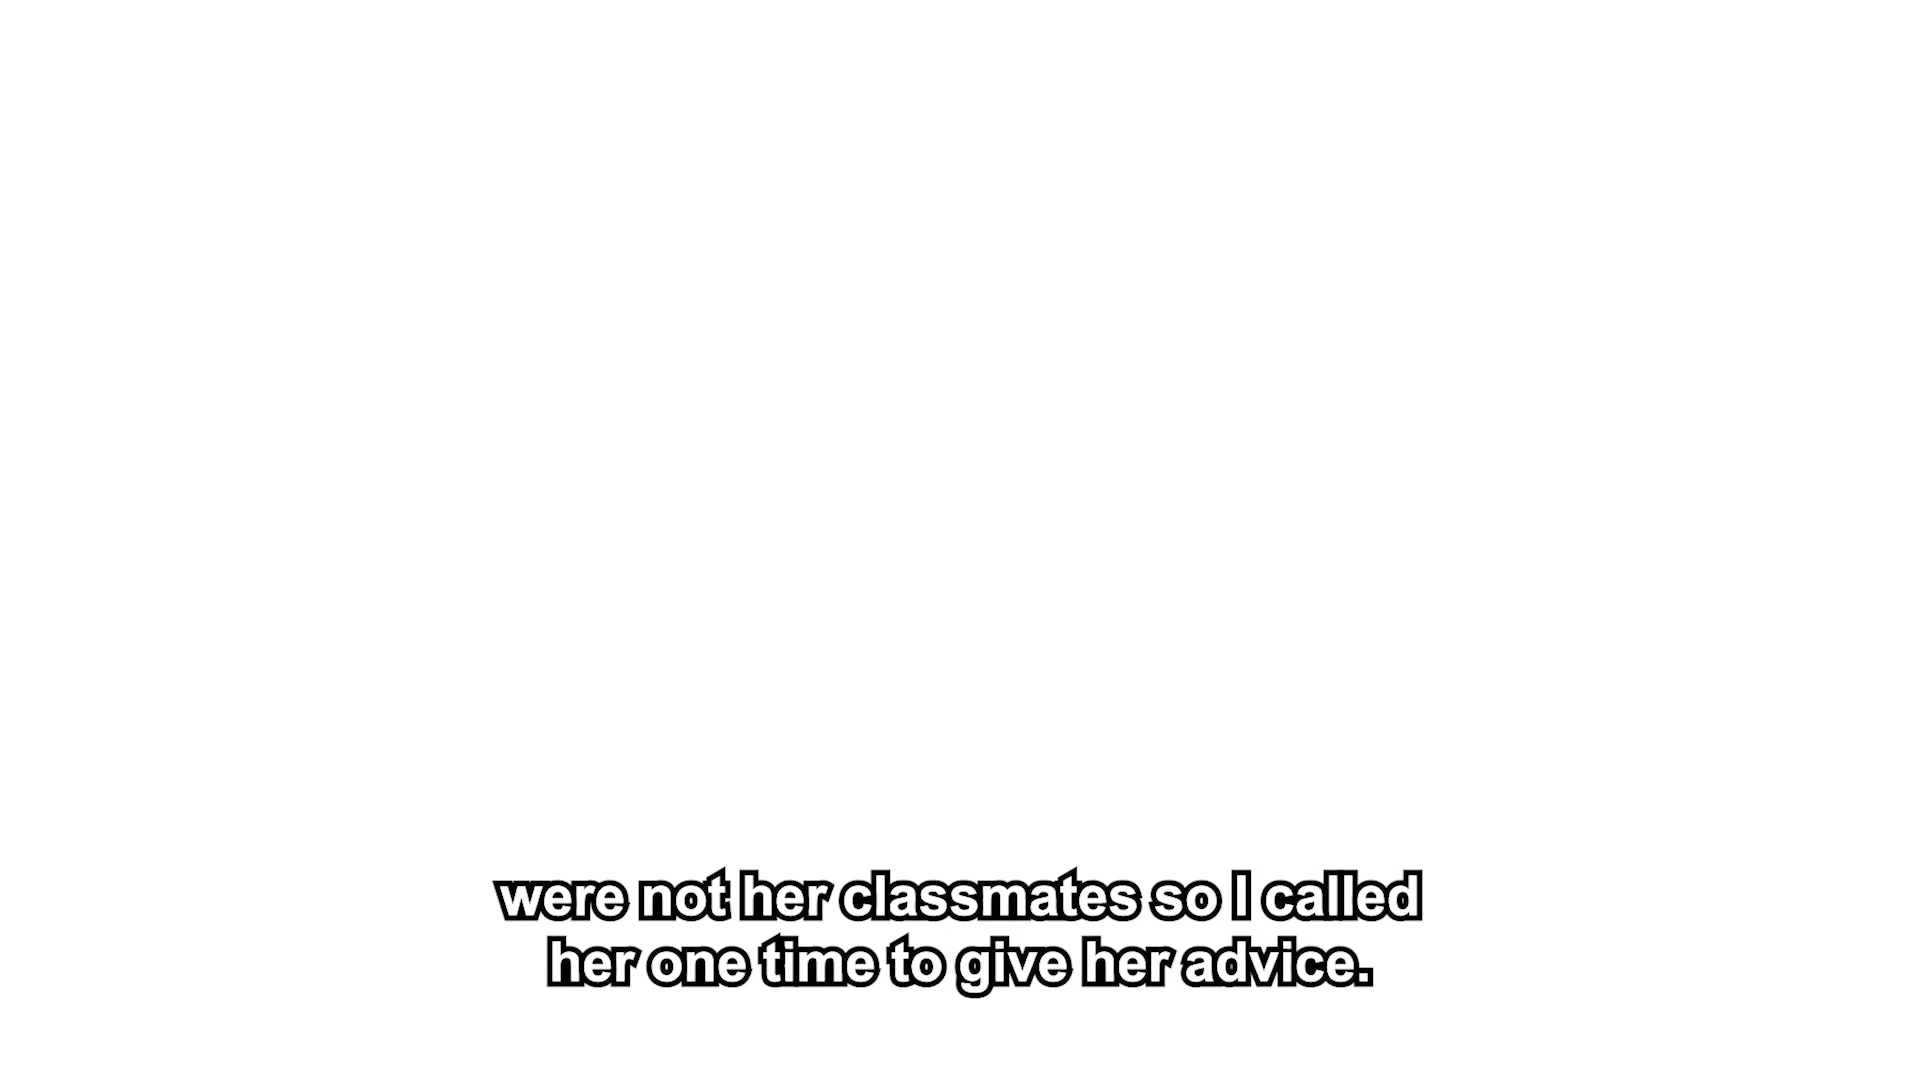 were not her classmates so I called
her one time to give her advice.